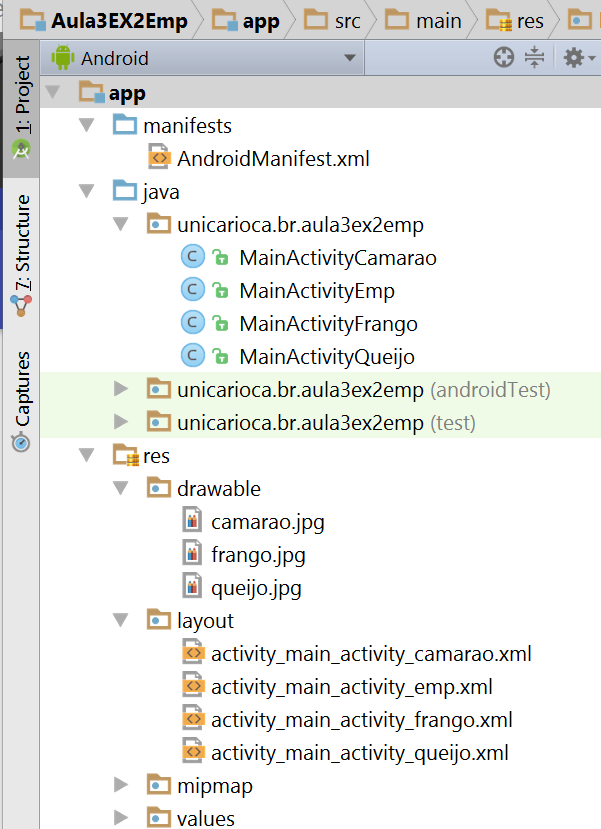 Aula3EX2Emp app src main res
Android
1: Project
7: Structure
Captures
app
manifests
AndroidManifest.xml
java
unicarioca.br.aula3ex2emp
C MainActivityCamarao
C MainActivityEmp
C MainActivityFrango
C MainActivityQueijo
unicarioca.br.aula3ex2emp (androidTest)
unicarioca.br.aula3ex2emp (test)
res
drawable
camarao.jpg
frango.jpg
queijo.jpg
layout
activity_main_activity_camarao.xml
activity_main_activity_emp.xml
activity_main_activity_frango.xml
activity_main_activity_queijo.xml
mipmap
values